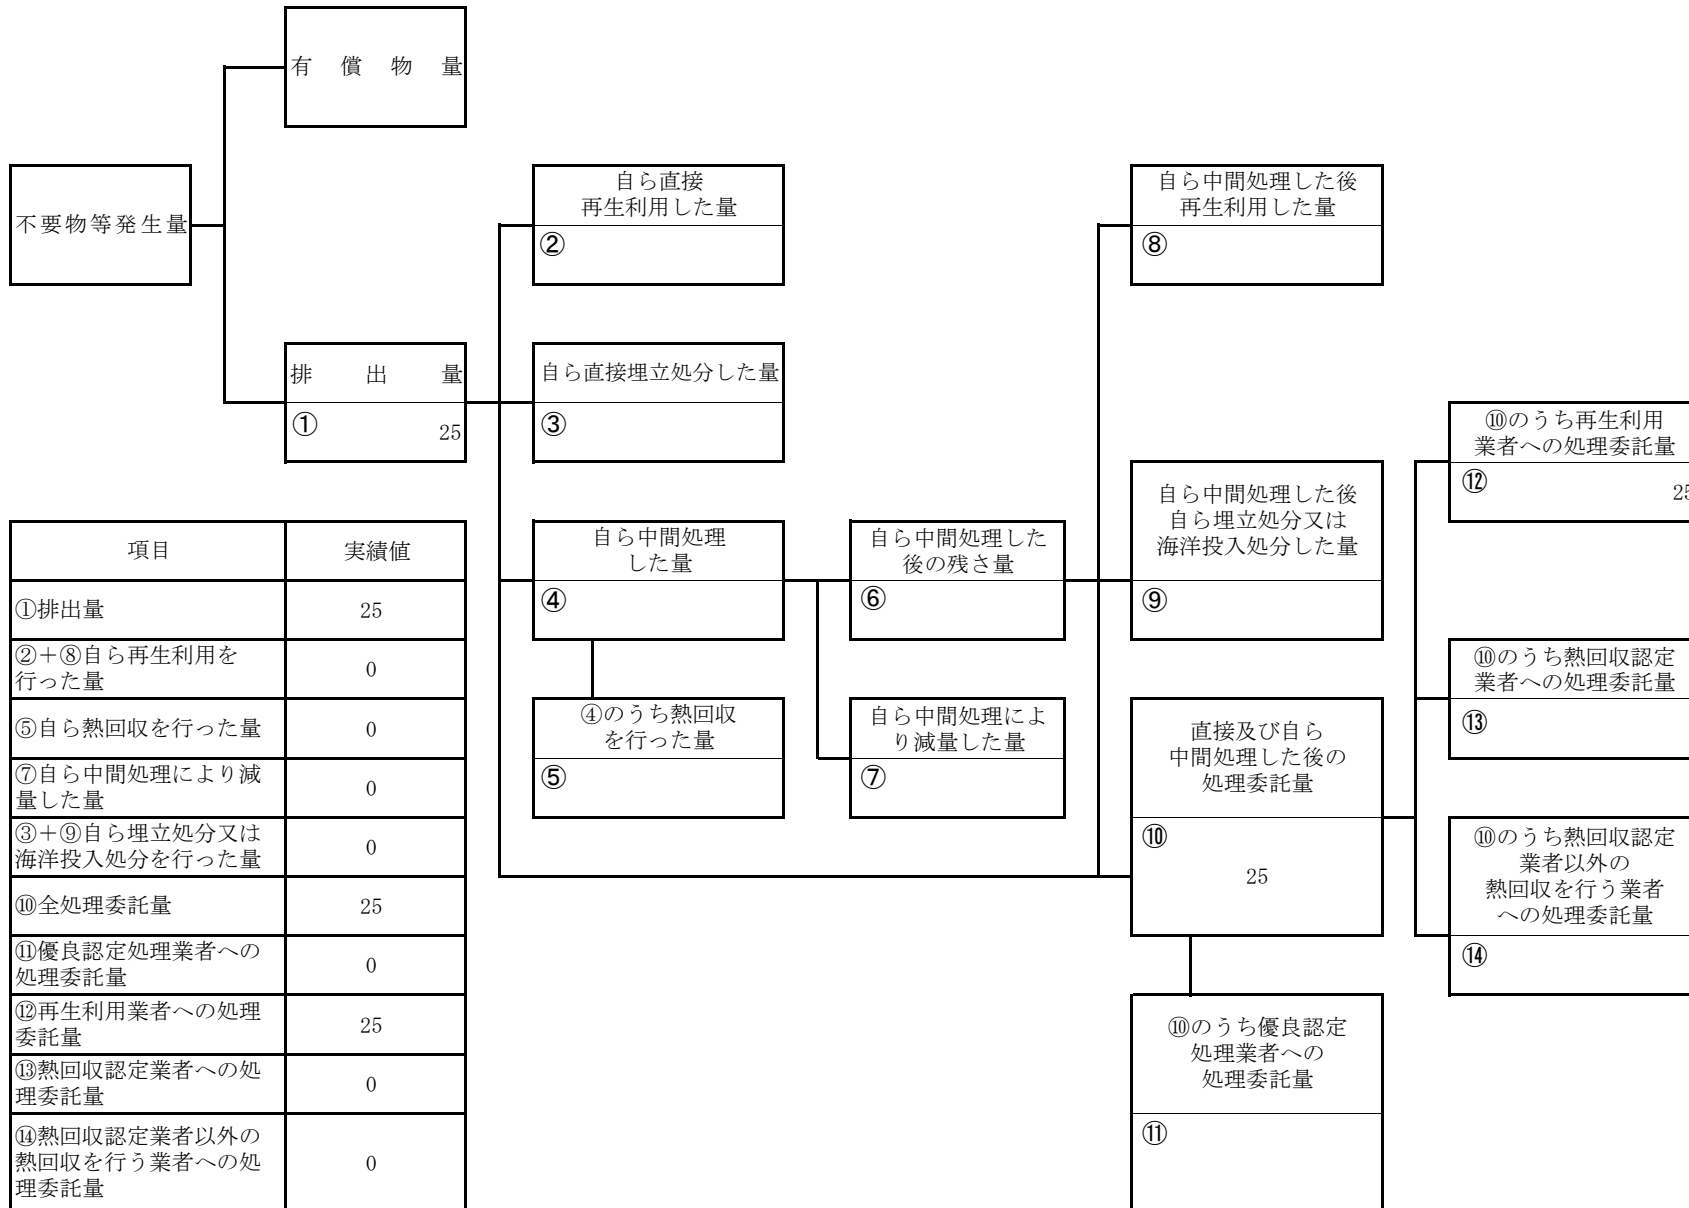 有償物量
不要物等発生量
自ら直接
再生利用した量
②
自ら中間処理した後
再生利用した量
⑧
排出量
①
25
自ら直接埋立処分した量
③
⑩のうち再生利用
業者への処理委託量
⑫
25
自ら中間処理
した量
④
自ら中間処理した
後の残さ量
⑥
自ら中間処理した後
自ら埋立処分又は
海洋投入処分した量
⑨
⑩のうち熱回収認定
業者への処理委託量
⑬
④のうち熱回収
を行った量
⑤
自ら中間処理によ
り減量した量
⑦
直接及び自ら
中間処理した後の
処理委託量
⑩
25
⑩のうち熱回収認定
業者以外の
熱回収を行う業者
への処理委託量
⑭
⑩のうち優良認定
処理業者への
処理委託量
⑪
項目 実績値
①排出量 25
②＋⑧自ら再生利用を
行った量 0
⑤自ら熱回収を行った量 0
⑦自ら中間処理により減
量した量 0
③＋⑨自ら埋立処分又は
海洋投入処分を行った量 0
⑩全処理委託量 25
⑪優良認定処理業者への
処理委託量 0
⑫再生利用業者への処理
委託量 25
⑬熱回収認定業者への処
理委託量 0
⑭熱回収認定業者以外の
熱回収を行う業者への処
理委託量 0